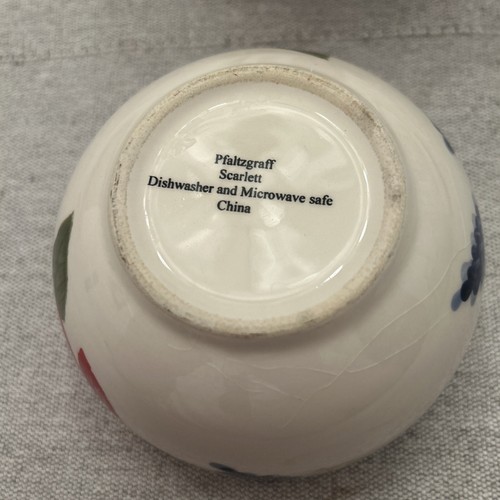 Pfaltzgraff
Scarlett
Dishwasher and Microwave safe
China